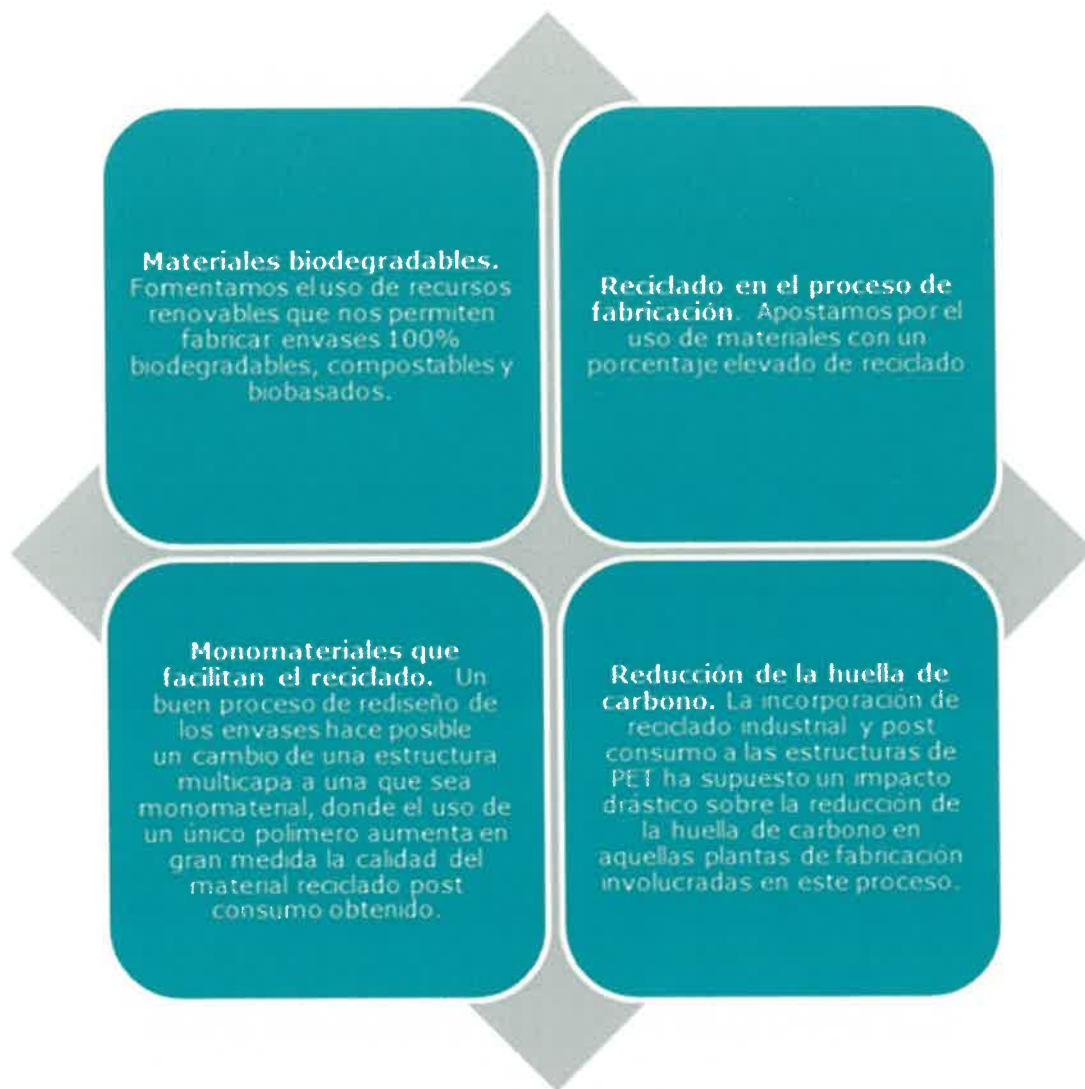 Materiales biodegradables.
Fomentamos el uso de recursos
renovables que nos permiten
fabricar envases 100%
biodegradables, compostables y
biobasados.
Reciclado en el proceso de
fabricación. Apostamos por el
uso de materiales con un
porcentaje elevado de reciclado
Monomateriales que
facilitan el reciclado. Un
buen proceso de rediseño de
los envases hace posible
un cambio de una estructura
multicapa a una que sea
monomaterial, donde el uso de
un único polímero aumenta en
gran medida la calidad del
material reciclado post
consumo obtenido.
Reducción de la huella de
carbono. La incorporación de
reciclado industrial y post
consumo a las estructuras de
PET ha supuesto un impacto
drástico sobre la reducción de
la huella de carbono en
aquellas plantas de fabricación
involucradas en este proceso.